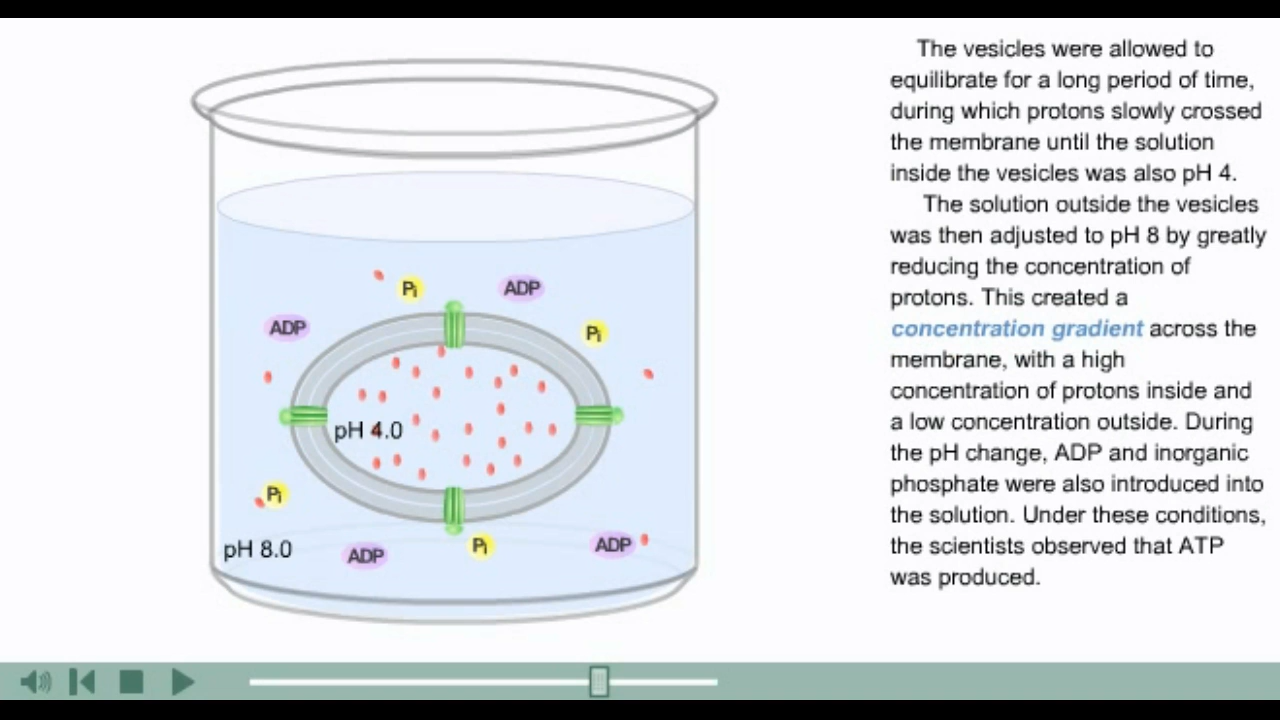 The vesicles were allowed to
equilibrate for a long period of time,
during which protons slowly crossed
the membrane until the solution
inside the vesicles was also pH 4.
The solution outside the vesicles
was then adjusted to pH 8 by greatly
reducing the concentration of
protons. This created a
concentration gradient across the
membrane, with a high
concentration of protons inside and
a low concentration outside. During
the pH change, ADP and inorganic
phosphate were also introduced into
the solution. Under these conditions,
the scientists observed that ATP
was produced.
Pi
ADP
ADP
Pi
pH 4.0
Pi
pH 8.0
ADP
Pi
ADP